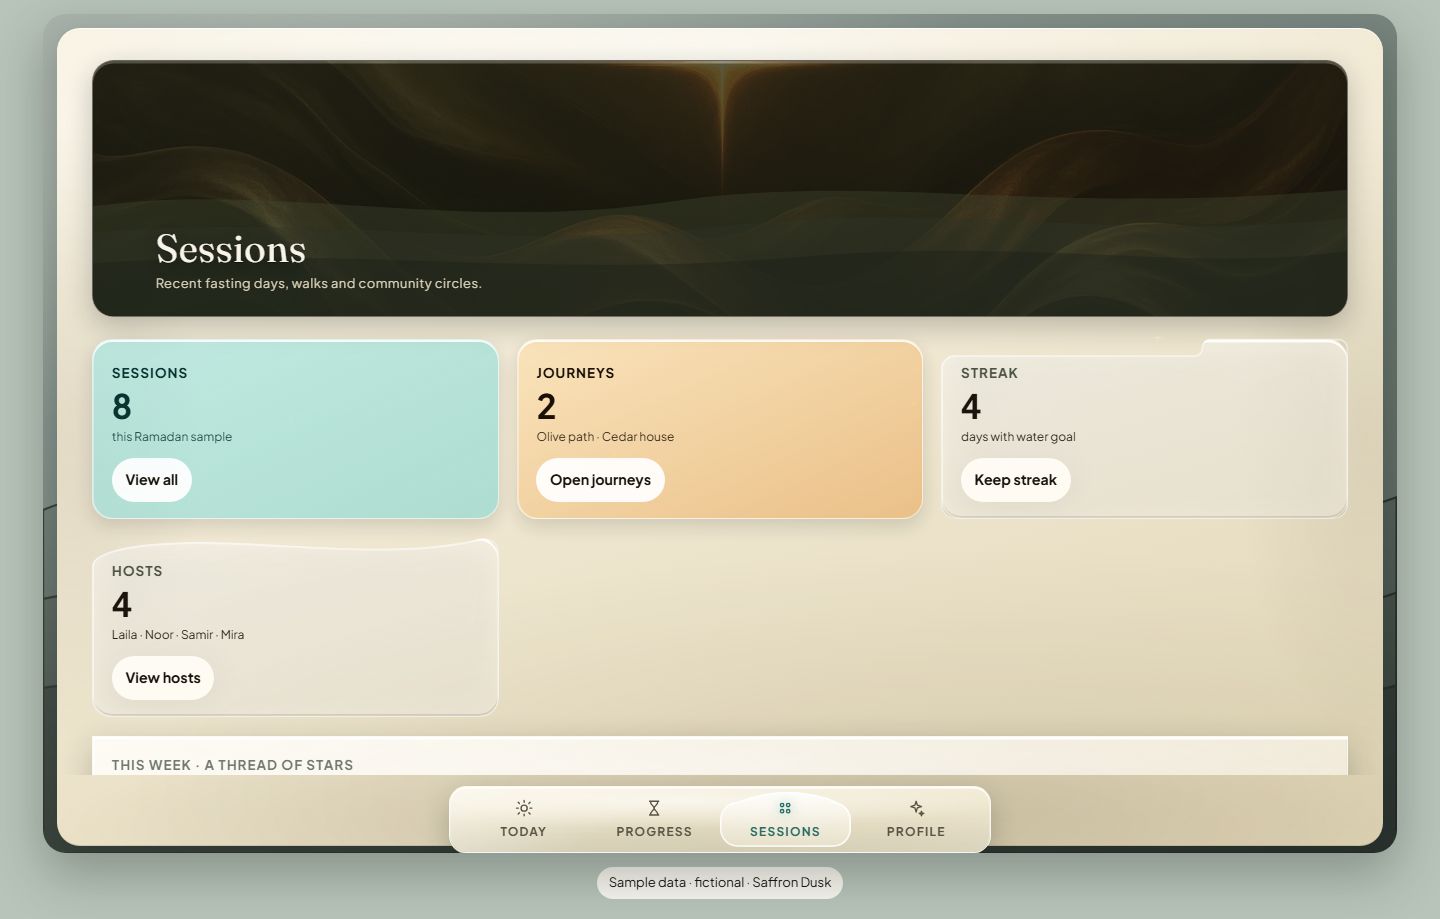 Sessions
Recent fasting days, walks and community circles.
SESSIONS
8
this Ramadan sample
View all
JOURNEYS
2
Olive path · Cedar house
Open journeys
STREAK
4
days with water goal
Keep streak
HOSTS
4
Laila · Noor · Samir · Mira
View hosts
THIS WEEK · A THREAD OF STARS
TODAY
PROGRESS
SESSIONS
PROFILE
Sample data · fictional · Saffron Dusk